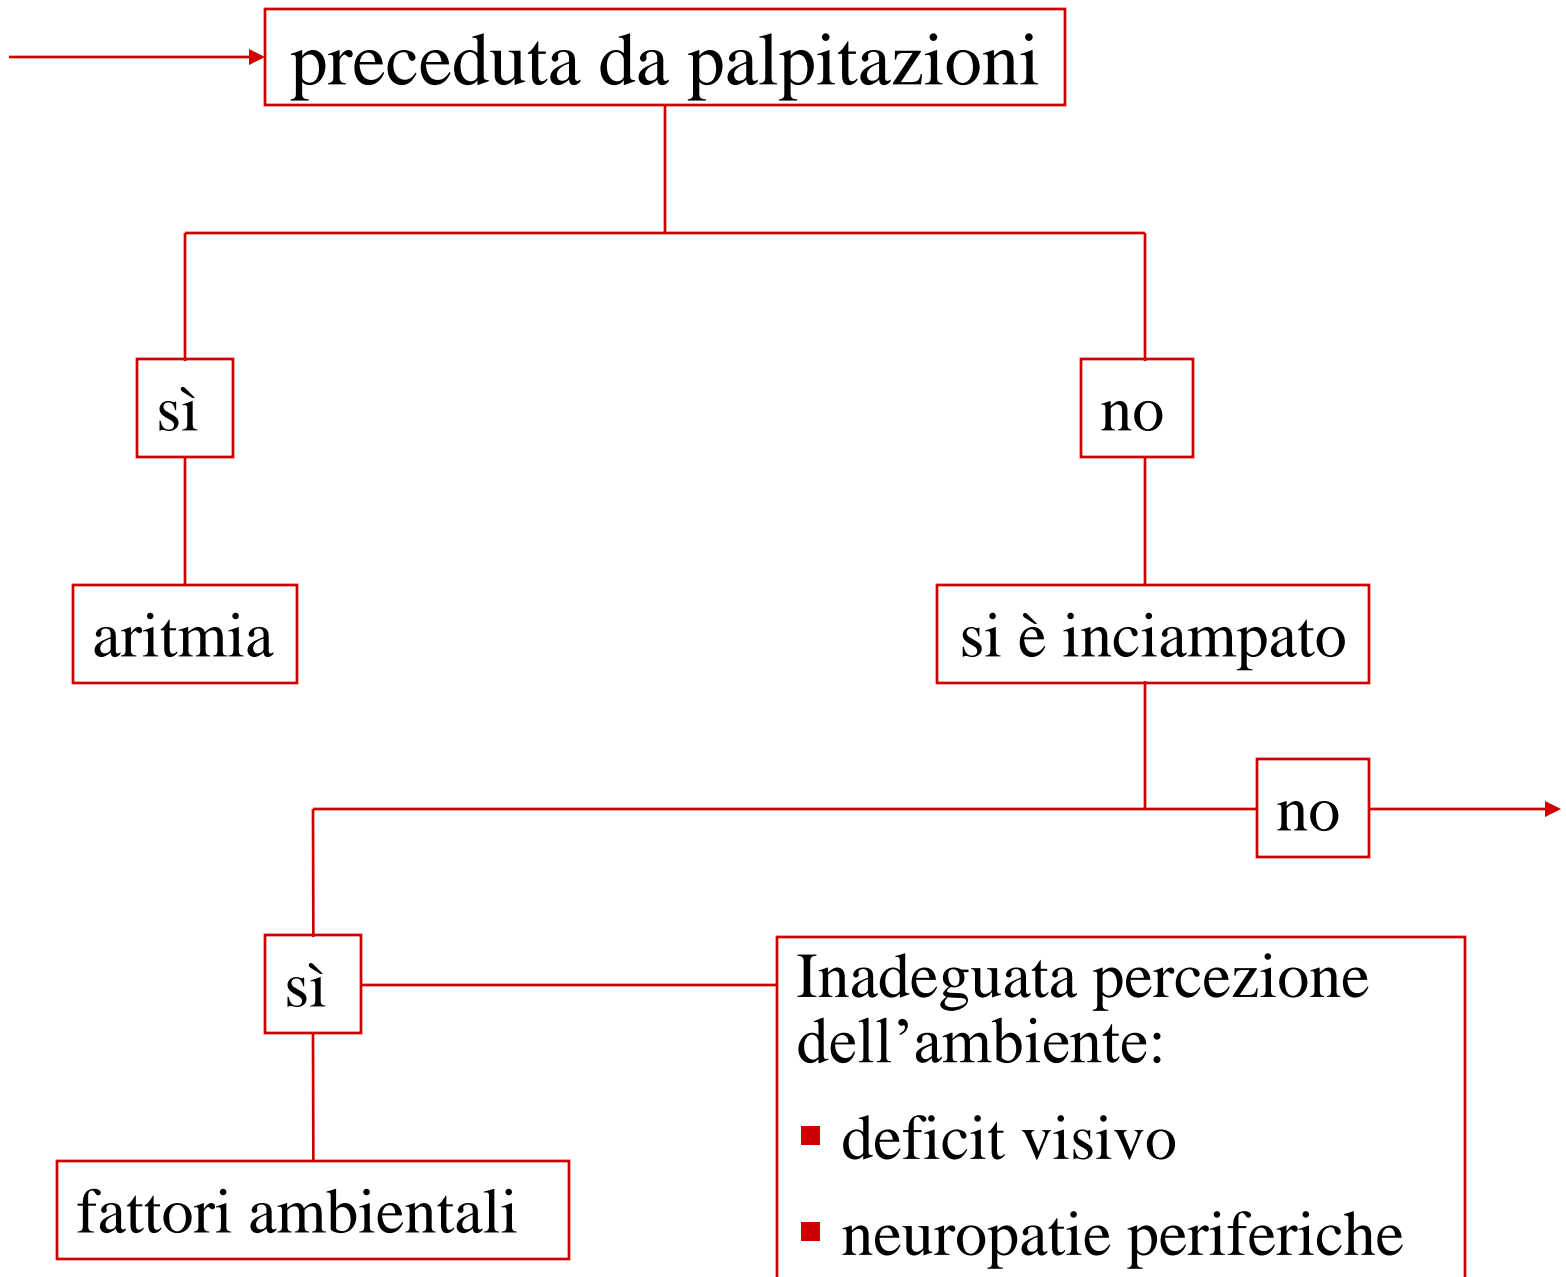 preceduta da palpitazioni
sì
no
aritmia
si è inciampato
no
sì
Inadeguata percezione
dell’ambiente:
▪ deficit visivo
▪ neuropatie periferiche
fattori ambientali